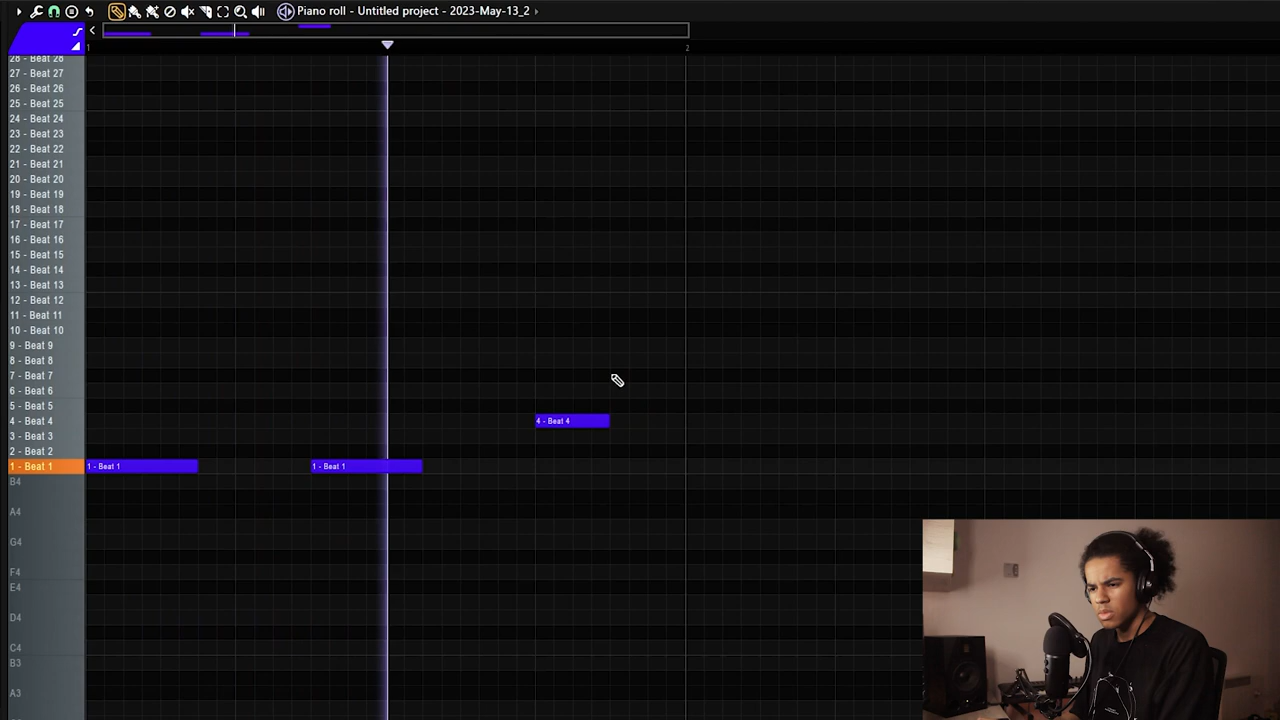 Piano roll - Untitled project - 2023-May-13_2
1
2
28 - Beat 28
27 - Beat 27
26 - Beat 26
25 - Beat 25
24 - Beat 24
23 - Beat 23
22 - Beat 22
21 - Beat 21
20 - Beat 20
19 - Beat 19
18 - Beat 18
17 - Beat 17
16 - Beat 16
15 - Beat 15
14 - Beat 14
13 - Beat 13
12 - Beat 12
11 - Beat 11
10 - Beat 10
9 - Beat 9
8 - Beat 8
7 - Beat 7
6 - Beat 6
5 - Beat 5
4 - Beat 4
4 - Beat 4
3 - Beat 3
2 - Beat 2
1 - Beat 1
1 - Beat 1
1 - Beat 1
B4
A4
G4
F4
E4
D4
C4
B3
A3